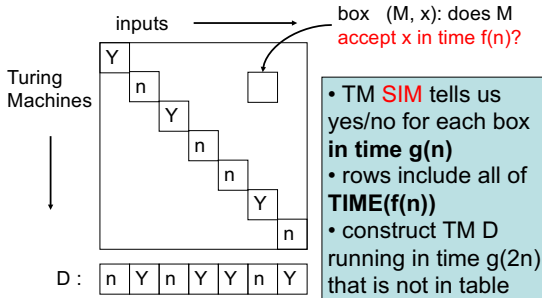 inputs
box (M, x): does M
accept x in time f(n)?
Turing
Machines
Y
n
Y
n
n
Y
n
D : n Y n Y Y n Y
• TM SIM tells us
yes/no for each box
in time g(n)
• rows include all of
TIME(f(n))
• construct TM D
running in time g(2n)
that is not in table